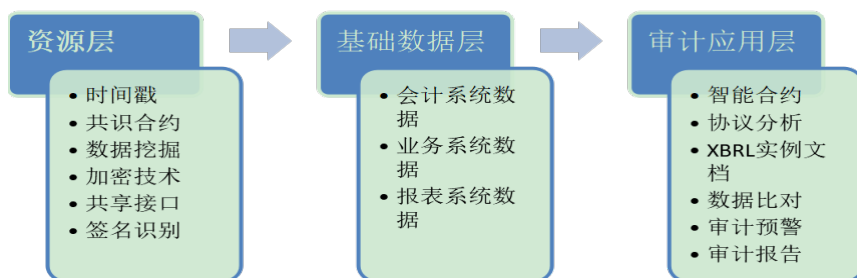 资源层
• 时间戳
• 共识合约
• 数据挖掘
• 加密技术
• 共享接口
• 签名识别
基础数据层
• 会计系统数
据
• 业务系统数
据
• 报表系统数
据
审计应用层
• 智能合约
• 协议分析
• XBRL实例文
档
• 数据比对
• 审计预警
• 审计报告